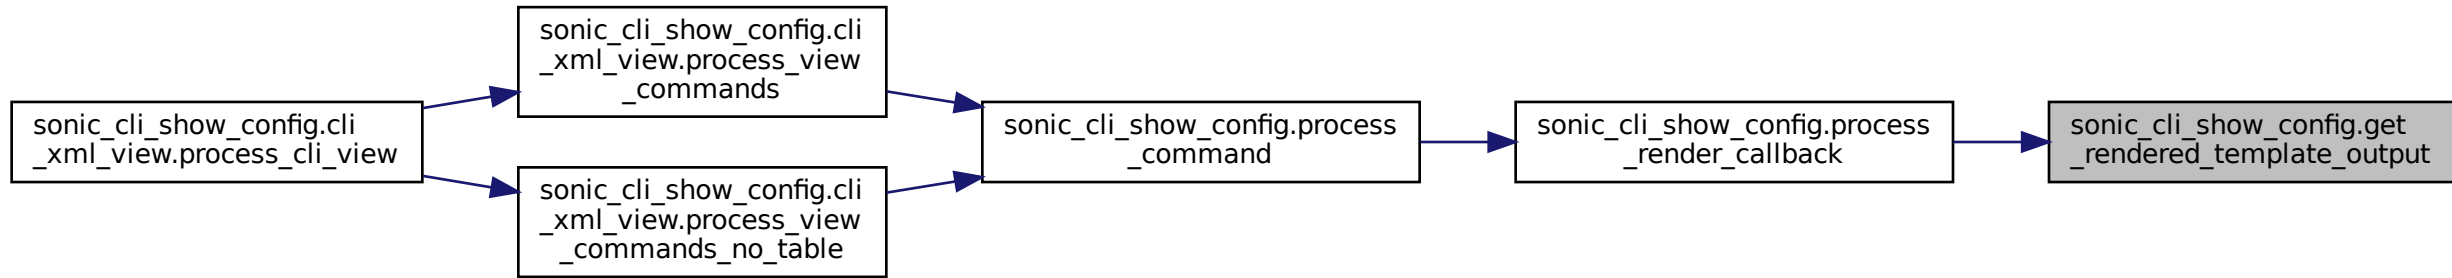 sonic_cli_show_config.cli
_xml_view.process_cli_view
sonic_cli_show_config.cli
_xml_view.process_view
_commands
sonic_cli_show_config.cli
_xml_view.process_view
_commands_no_table
sonic_cli_show_config.process
_command
sonic_cli_show_config.process
_render_callback
sonic_cli_show_config.get
_rendered_template_output